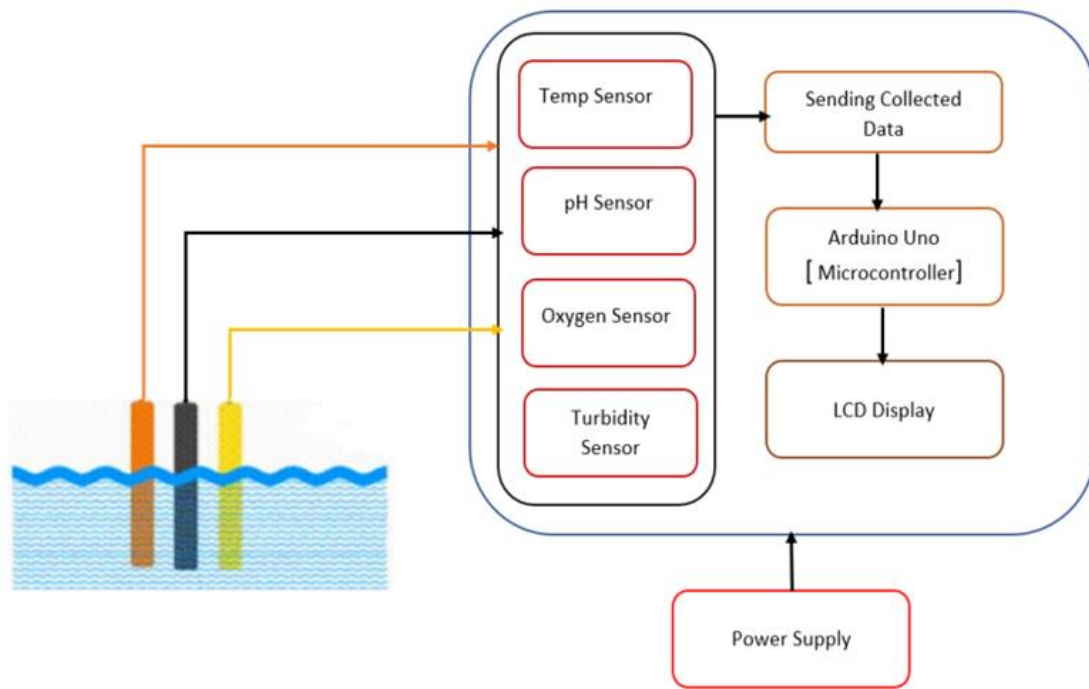 Temp Sensor
pH Sensor
Oxygen Sensor
Turbidity
Sensor
Sending Collected
Data
Arduino Uno
[ Microcontroller]
LCD Display
Power Supply